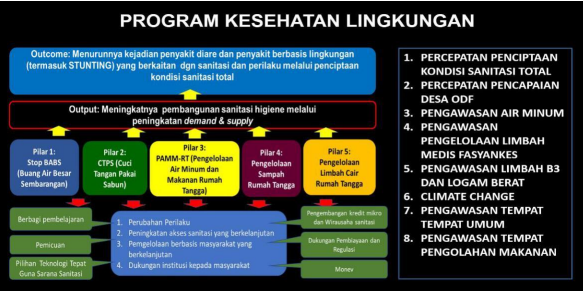 PROGRAM KESEHATAN LINGKUNGAN
Outcome: Menurunnya kejadian penyakit diare dan penyakit berbasis lingkungan
(termasuk STUNTING) yang berkaitan dgn sanitasi dan perilaku melalui penciptaan
kondisi sanitasi total
Output: Meningkatnya pembangunan sanitasi higiene melalui
peningkatan demand & supply
Pilar 1:
Stop BABS
(Buang Air Besar
Sembarangan)
Pilar 2:
CTPS (Cuci
Tangan Pakai
Sabun)
Pilar 3:
PAMM-RT (Pengelolaan
Air Minum dan
Makanan Rumah
Tangga)
Pilar 4:
Pengelolaan
Sampah
Rumah Tangga
Pilar 5:
Pengelolaan
Limbah Cair
Rumah Tangga
Berbagi pembelajaran
Pemicuan
Pilihan Teknologi Tepat
Guna Sarana Sanitasi
1. Perubahan Perilaku
2. Peningkatan akses sanitasi yang berkelanjutan
3. Pengelolaan berbasis masyarakat yang
berkelanjutan
4. Dukungan institusi kepada masyarakat
Pengembangan kredit mikro
dan Wirausaha sanitasi
Dukungan Pembiayaan dan
Regulasi
Monev
1. PERCEPATAN PENCIPTAAN
KONDISI SANITASI TOTAL
2. PERCEPATAN PENCAPAIAN
DESA ODF
3. PENGAWASAN AIR MINUM
4. PENGAWASAN
PENGELOLAAN LIMBAH
MEDIS FASYANKES
5. PENGAWASAN LIMBAH B3
DAN LOGAM BERAT
6. CLIMATE CHANGE
7. PENGAWASAN TEMPAT
TEMPAT UMUM
8. PENGAWASAN TEMPAT
PENGOLAHAN MAKANAN